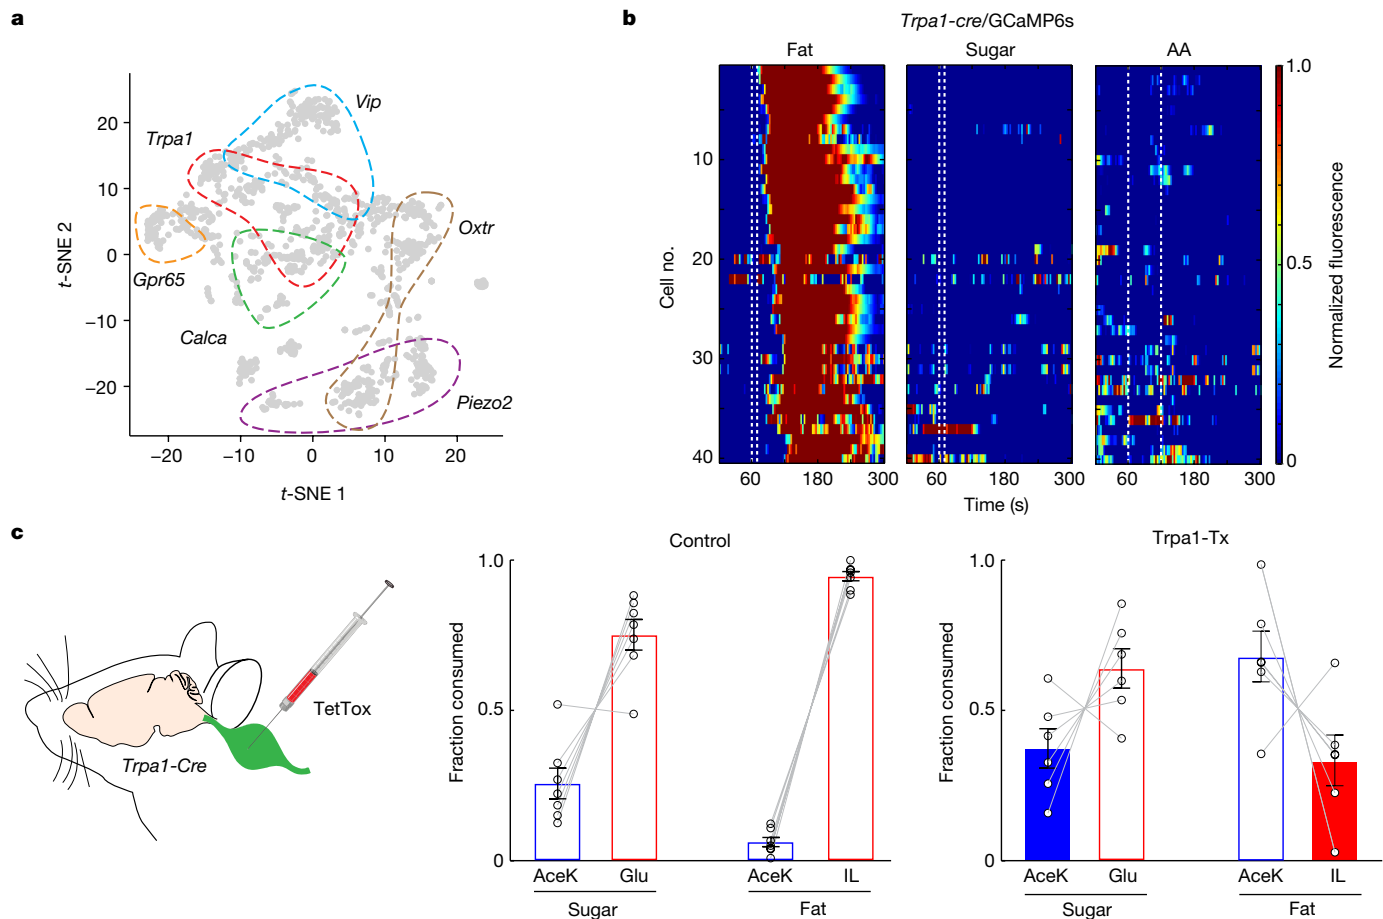 a
Vip
Trpa1
Oxtr
Gpr65
Calca
Piezo2
20
10
0
−10
−20
t-SNE 2
−20
−10
0
10
20
t-SNE 1
b
Trpa1-cre/GCaMP6s
Fat
Sugar
AA
Cell no.
10
20
30
40
60
180
300
60
180
300
60
180
300
Time (s)
1.0
0.5
0
Normalized fluorescence
c
TetTox
Trpa1-Cre
Control
Fraction consumed
1.0
0.5
0
AceK
Glu
AceK
IL
Sugar
Fat
Trpa1-Tx
Fraction consumed
1.0
0.5
0
AceK
Glu
AceK
IL
Sugar
Fat